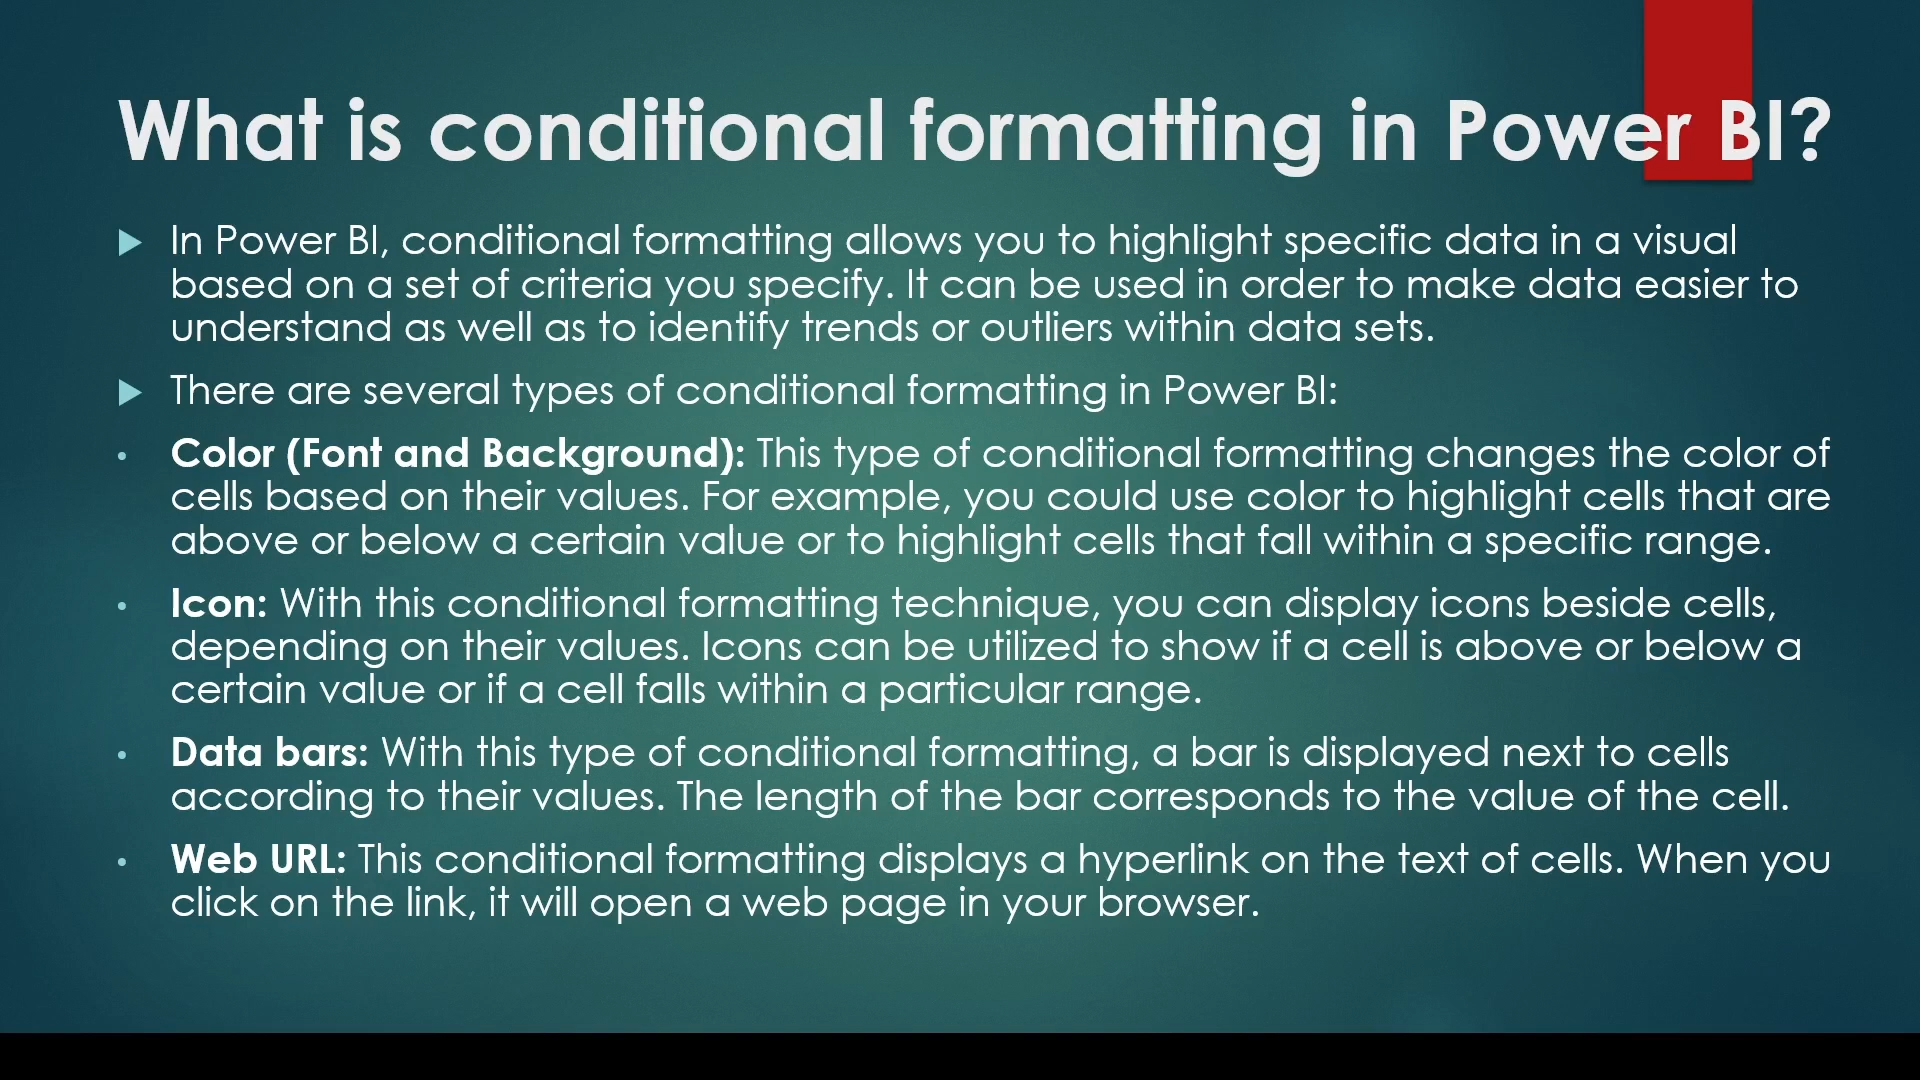 What is conditional formatting in Power BI?
In Power BI, conditional formatting allows you to highlight specific data in a visual
based on a set of criteria you specify. It can be used in order to make data easier to
understand as well as to identify trends or outliers within data sets.
There are several types of conditional formatting in Power BI:
Color (Font and Background): This type of conditional formatting changes the color of
cells based on their values. For example, you could use color to highlight cells that are
above or below a certain value or to highlight cells that fall within a specific range.
Icon: With this conditional formatting technique, you can display icons beside cells,
depending on their values. Icons can be utilized to show if a cell is above or below a
certain value or if a cell falls within a particular range.
Data bars: With this type of conditional formatting, a bar is displayed next to cells
according to their values. The length of the bar corresponds to the value of the cell.
Web URL: This conditional formatting displays a hyperlink on the text of cells. When you
click on the link, it will open a web page in your browser.